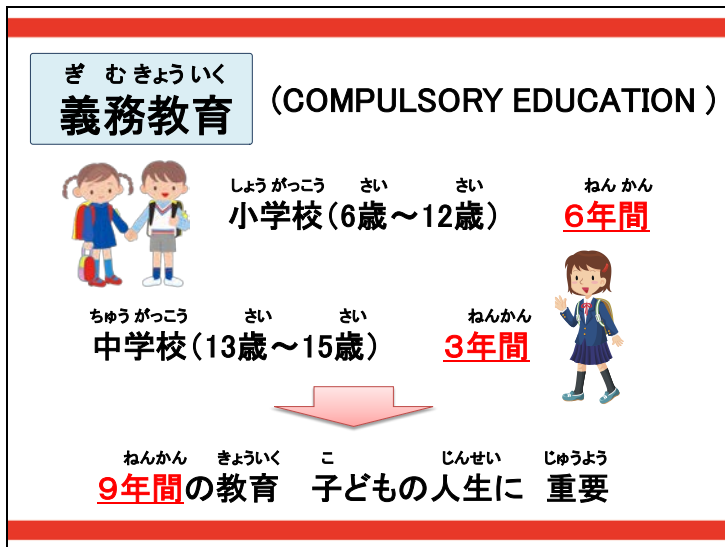 ぎ むきょういく
義務教育 (COMPULSORY EDUCATION )
しょうがっこう さい さい ねんかん
小学校(6歳～12歳) 6年間
ちゅうがっこう さい さい ねんかん
中学校(13歳～15歳) 3年間
ねんかん きょういく こ じんせい じゅうよう
9年間の教育 子どもの人生に 重要